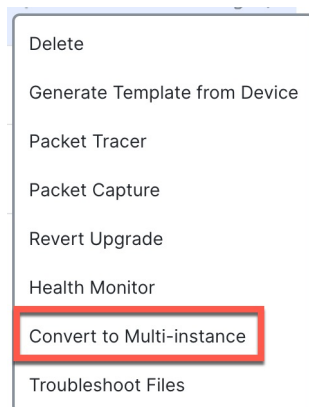 Delete
Generate Template from Device
Packet Tracer
Packet Capture
Revert Upgrade
Health Monitor
Convert to Multi-instance
Troubleshoot Files